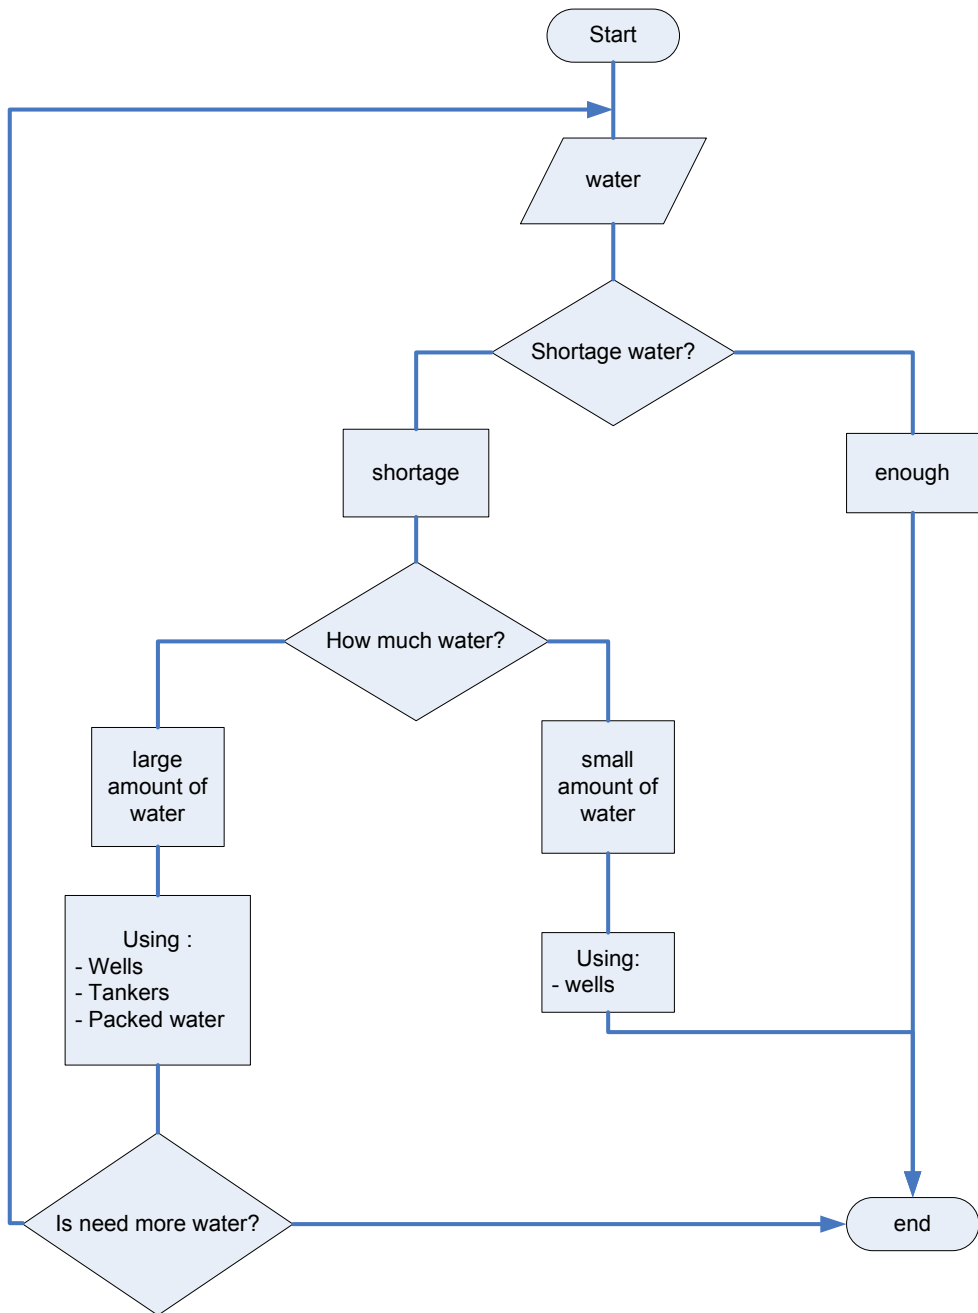 Start
water
Shortage water?
shortage
enough
How much water?
large
amount of
water
small
amount of
water
Using :
- Wells
- Tankers
- Packed water
Using:
- wells
Is need more water?
end